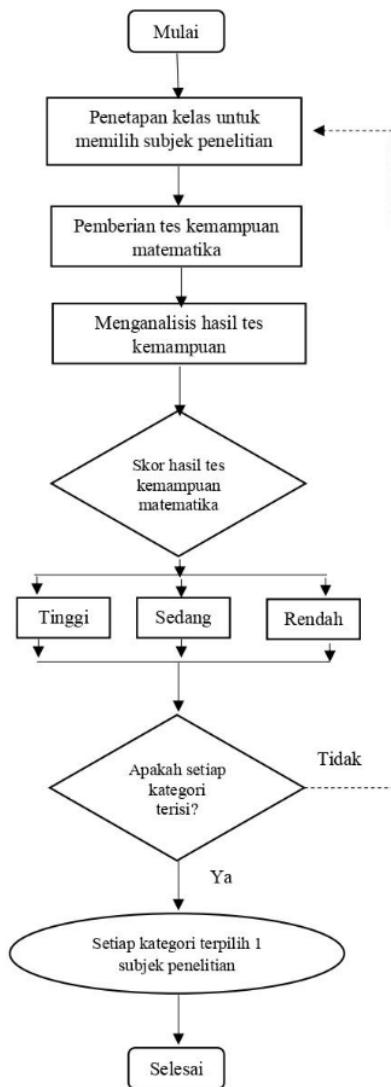 Mulai
Penetapan kelas untuk
memilih subjek penelitian
Pemberian tes kemampuan
matematika
Menganalisis hasil tes
kemampuan
Skor hasil tes
kemampuan
matematika
Tinggi
Sedang
Rendah
Apakah setiap
kategori
terisi?
Tidak
Ya
Setiap kategori terpilih 1
subjek penelitian
Selesai